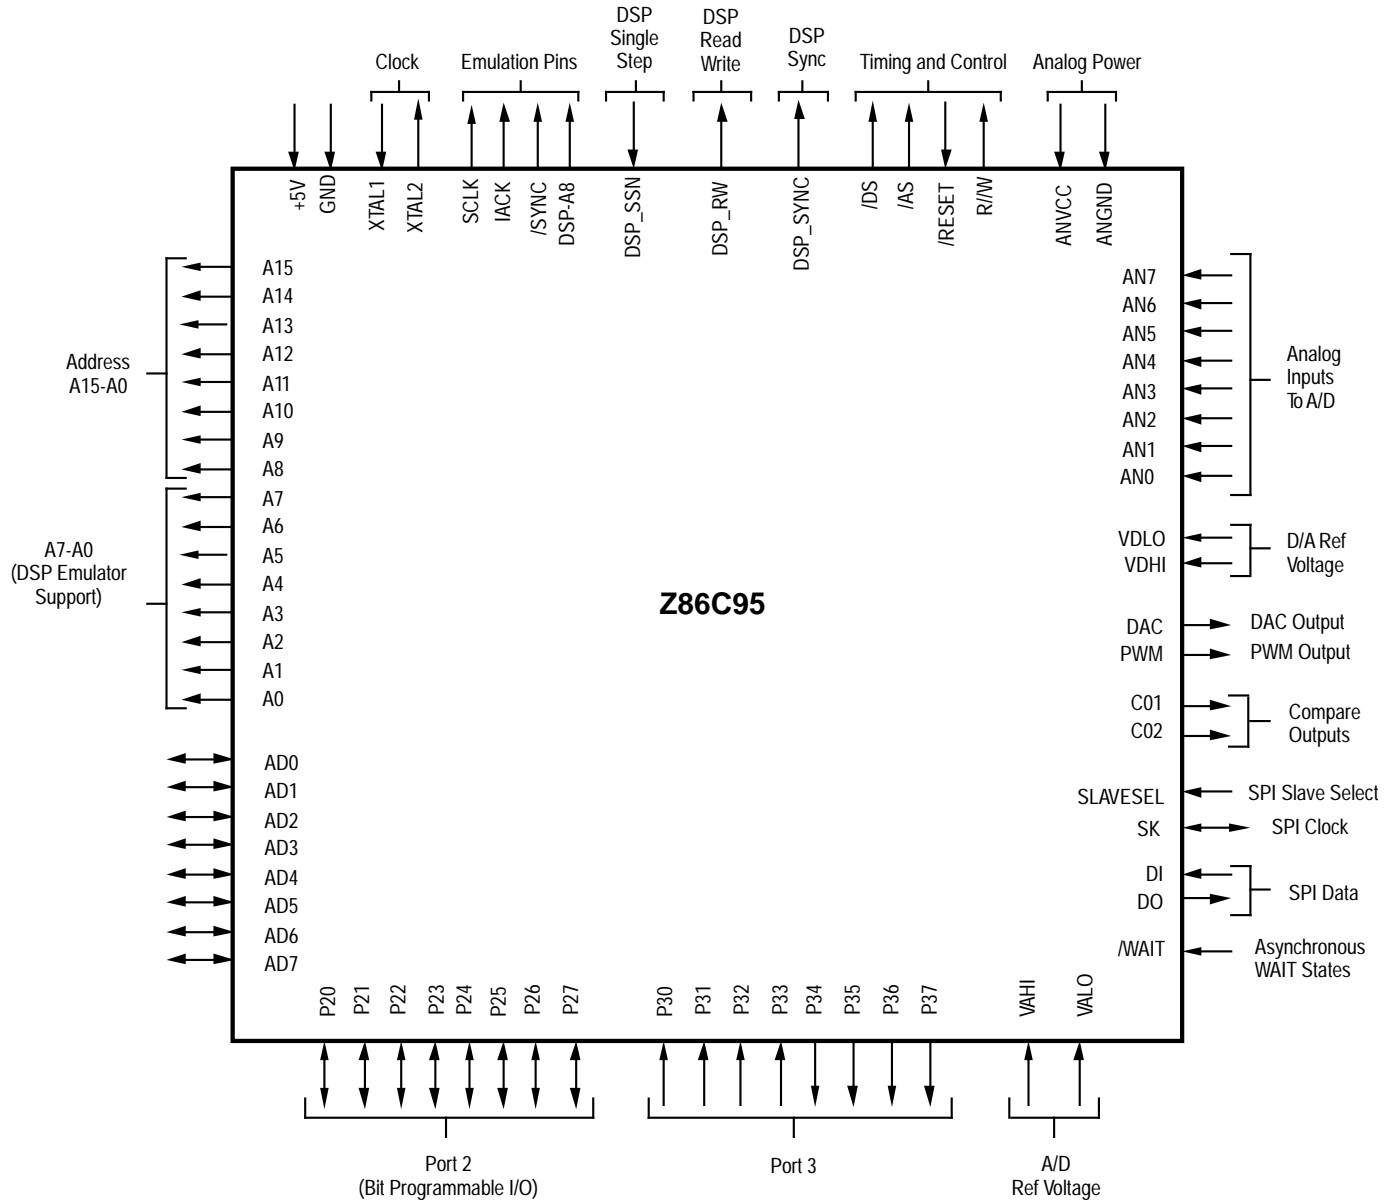 DSP
Single
Step
DSP
Read
Write
DSP
Sync
Clock
Emulation Pins
Timing and Control
Analog Power
+5V
GND
XTAL1
XTAL2
SCLK
IACK
/SYNC
DSP-A8
DSP_SSN
DSP_RW
DSP_SYNC
/DS
/AS
/RESET
R//W
ANVCC
ANGND
Address
A15-A0
A15
A14
A13
A12
A11
A10
A9
A8
A7-A0
(DSP Emulator
Support)
A7
A6
A5
A4
A3
A2
A1
A0
AD0
AD1
AD2
AD3
AD4
AD5
AD6
AD7
Z86C95
AN7
AN6
AN5
AN4
AN3
AN2
AN1
AN0
Analog
Inputs
To A/D
VDLO
VDHI
D/A Ref
Voltage
DAC
DAC Output
PWM
PWM Output
C01
C02
Compare
Outputs
SLAVESEL
SPI Slave Select
SK
SPI Clock
DI
DO
SPI Data
/WAIT
Asynchronous
WAIT States
P20
P21
P22
P23
P24
P25
P26
P27
P30
P31
P32
P33
P34
P35
P36
P37
VAHI
VALO
Port 2
(Bit Programmable I/O)
Port 3
A/D
Ref Voltage